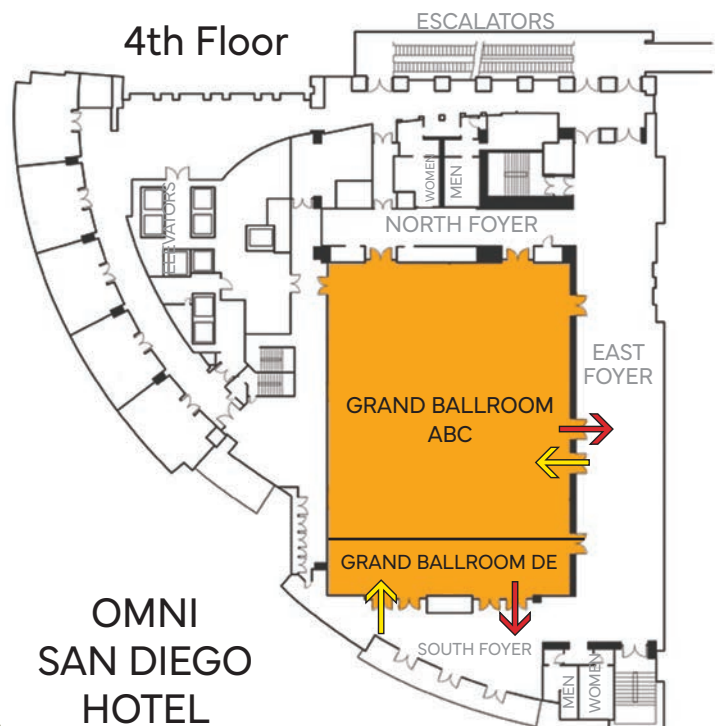 ESCALATORS
4th Floor
WOMEN
MEN
ELEVATORS
NORTH FOYER
EAST
FOYER
GRAND BALLROOM
ABC
GRAND BALLROOM DE
SOUTH FOYER
MEN
WOMEN
OMNI
SAN DIEGO
HOTEL